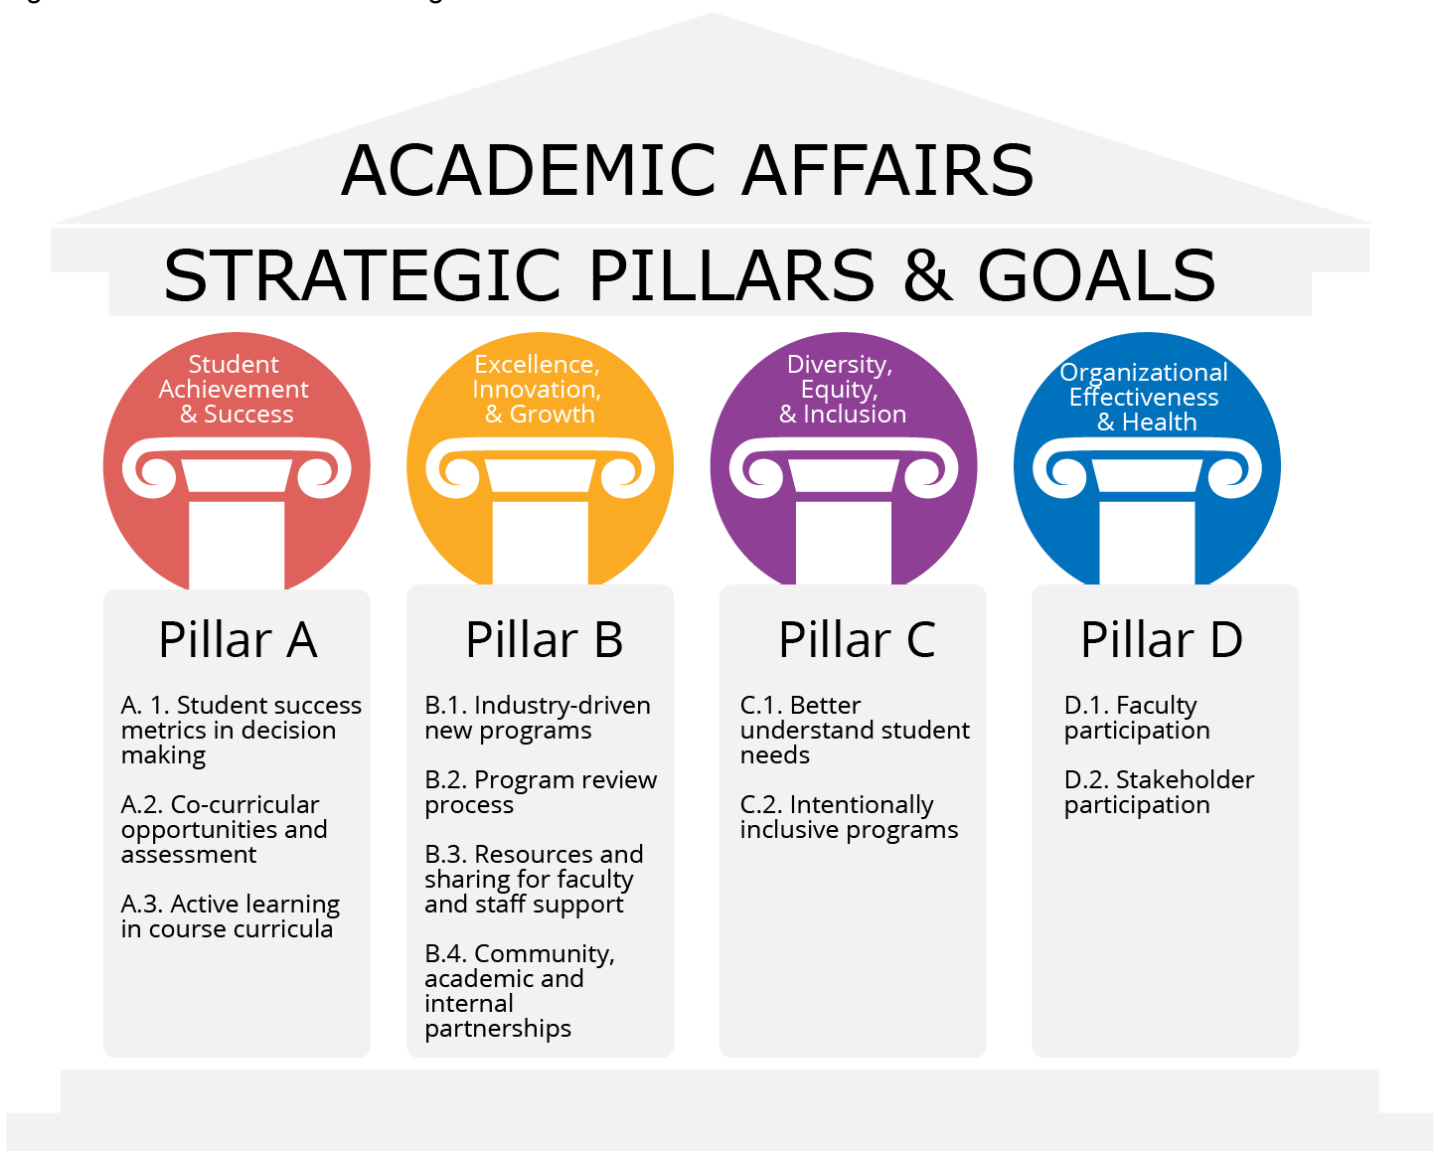 ACADEMIC AFFAIRS
STRATEGIC PILLARS & GOALS
Student
Achievement
& Success
Excellence,
Innovation,
& Growth
Diversity,
Equity,
& Inclusion
Organizational
Effectiveness
& Health
Pillar A
A. 1. Student success
metrics in decision
making
A.2. Co-curricular
opportunities and
assessment
A.3. Active learning
in course curricula
Pillar B
B.1. Industry-driven
new programs
B.2. Program review
process
B.3. Resources and
sharing for faculty
and staff support
B.4. Community,
academic and
internal
partnerships
Pillar C
C.1. Better
understand student
needs
C.2. Intentionally
inclusive programs
Pillar D
D.1. Faculty
participation
D.2. Stakeholder
participation